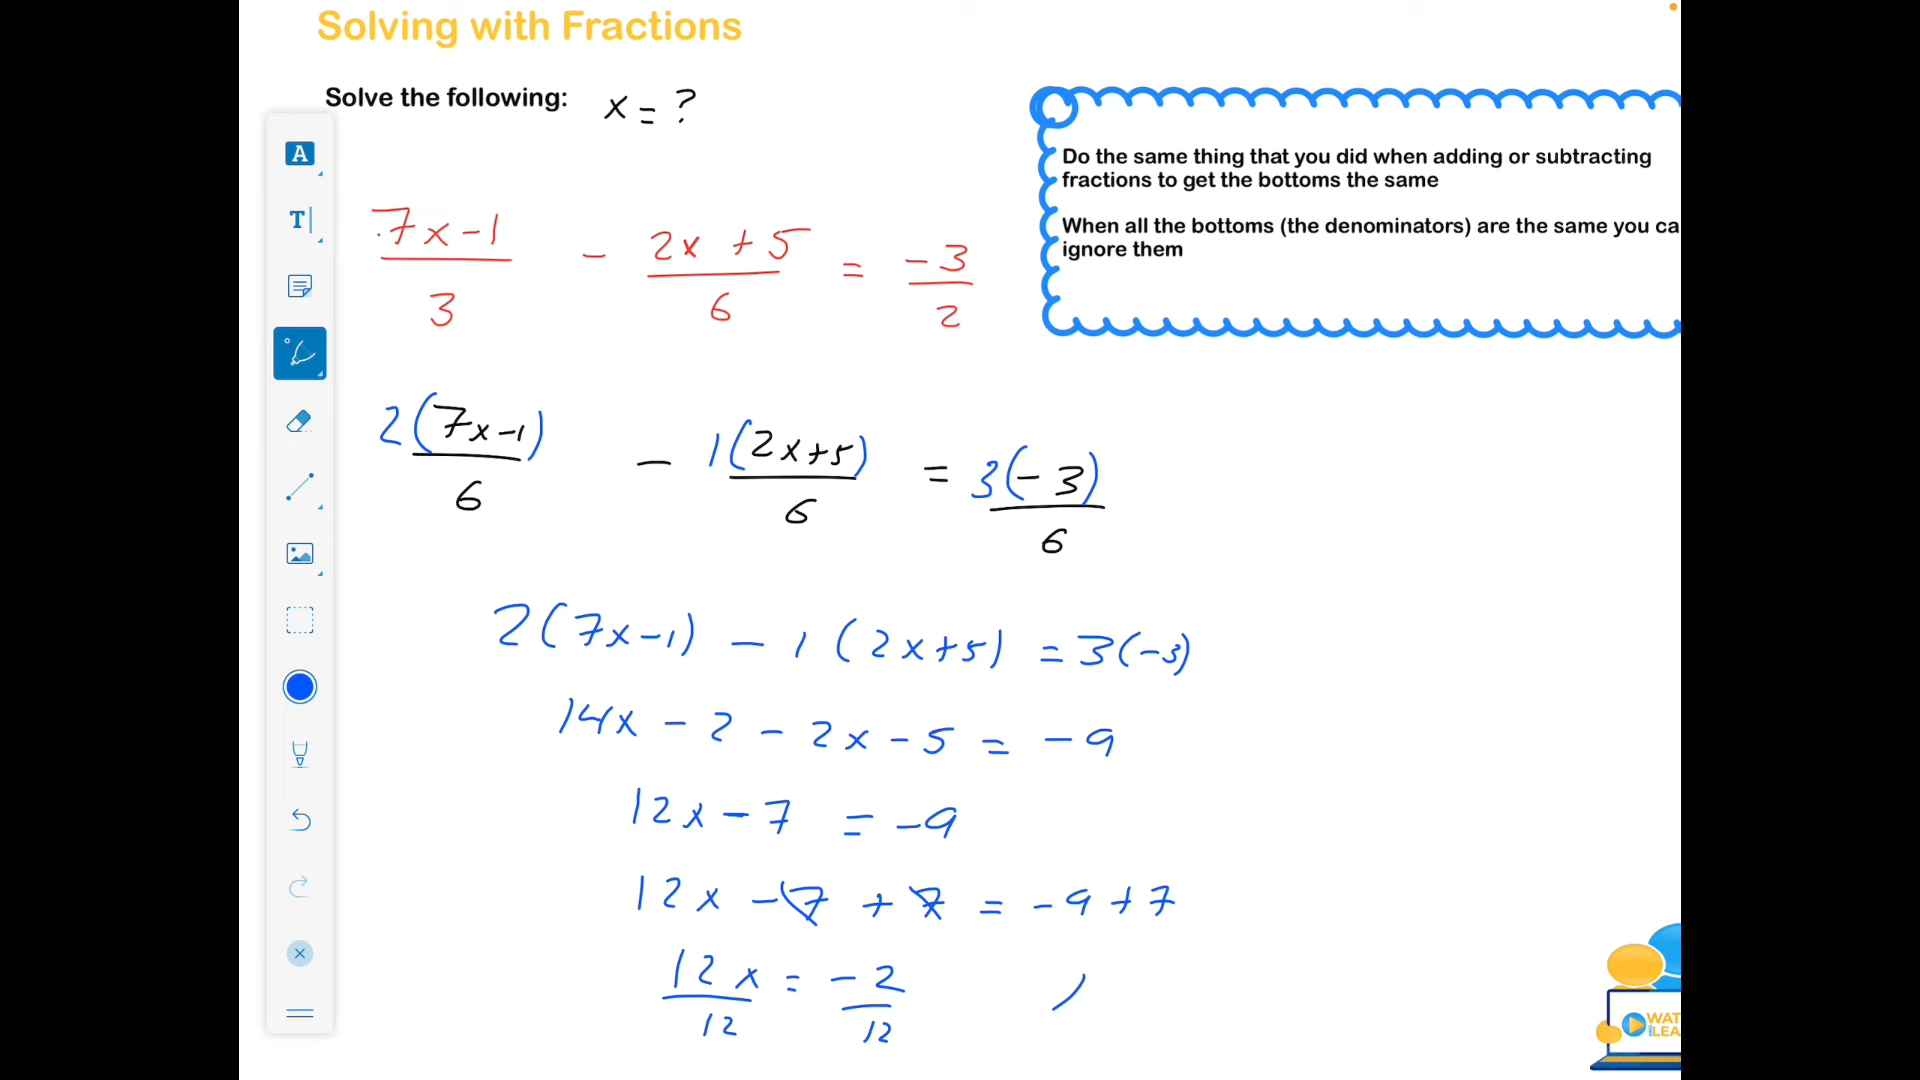 Solving with Fractions
Solve the following: x = ?
Do the same thing that you did when adding or subtracting
fractions to get the bottoms the same
When all the bottoms (the denominators) are the same you ca
ignore them
A
T
7x-1 / 3 - 2x+5 / 6 = -3 / 2
2(7x-1) / 6 - 1(2x+5) / 6 = 3(-3) / 6
2(7x-1) - 1(2x+5) = 3(-3)
14x - 2 - 2x - 5 = -9
12x - 7 = -9
12x - 7 + 7 = -9 + 7
12x / 12 = -2 / 12
WAT
LEA